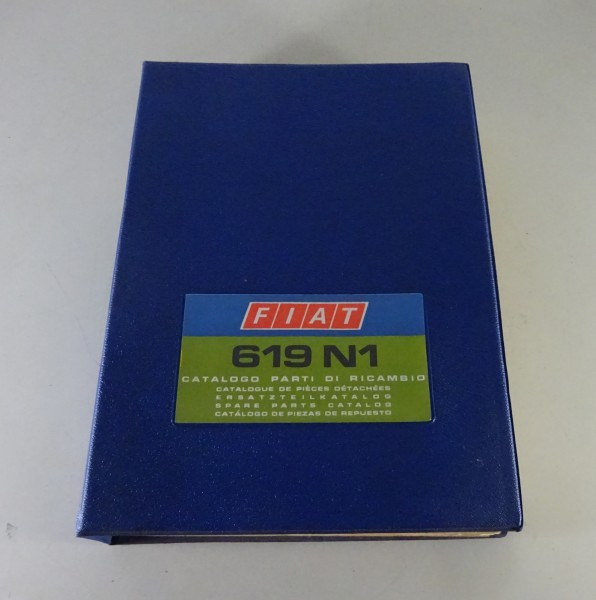 FIAT
619 N1
CATALOGO PARTI DI RICAMBIO
CATALOGUE DE PIÈCES DÉTACHÉES
ERSATZTEILKATALOG
SPARE PARTS CATALOG
CATÁLOGO DE PIEZAS DE REPUESTO